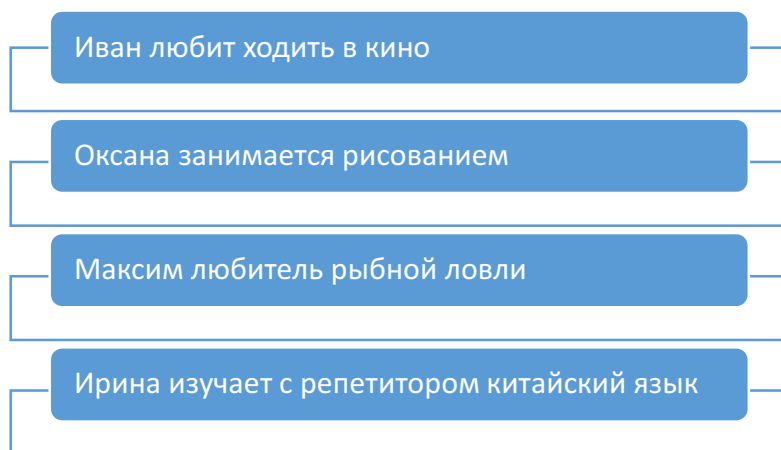 Иван любит ходить в кино
Оксана занимается рисованием
Максим любитель рыбной ловли
Ирина изучает с репетитором китайский язык